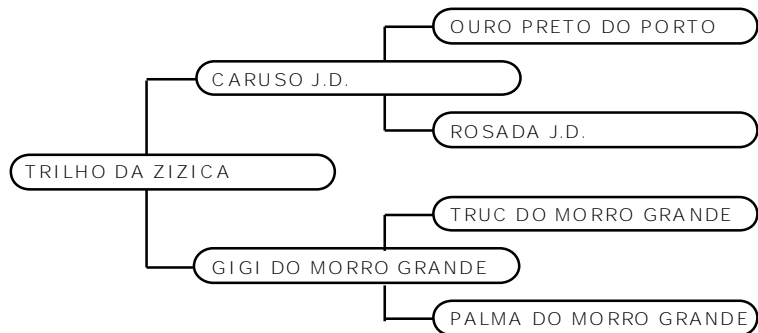 OURO PRETO DO PORTO
CARUSO J.D.
ROSADA J.D.
TRILHO DA ZIZICA
TRUC DO MORRO GRANDE
GIGI DO MORRO GRANDE
PALMA DO MORRO GRANDE